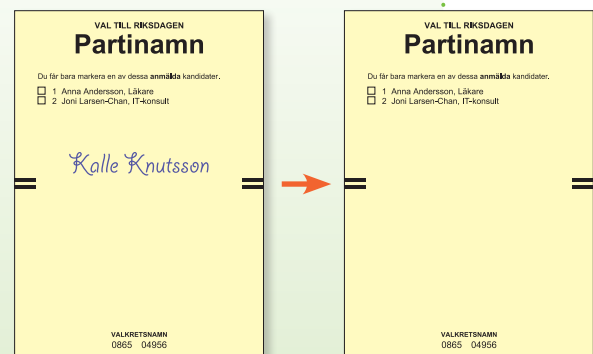 VAL TILL RIKSDAGEN
Partinamn
Du får bara markera en av dessa anmälda kandidater.
1 Anna Andersson, Läkare
2 Joni Larsen-Chan, IT-konsult
Kalle Knutsson
VALKRETSNAMN
0865 04956
VAL TILL RIKSDAGEN
Partinamn
Du får bara markera en av dessa anmälda kandidater.
1 Anna Andersson, Läkare
2 Joni Larsen-Chan, IT-konsult
VALKRETSNAMN
0865 04956